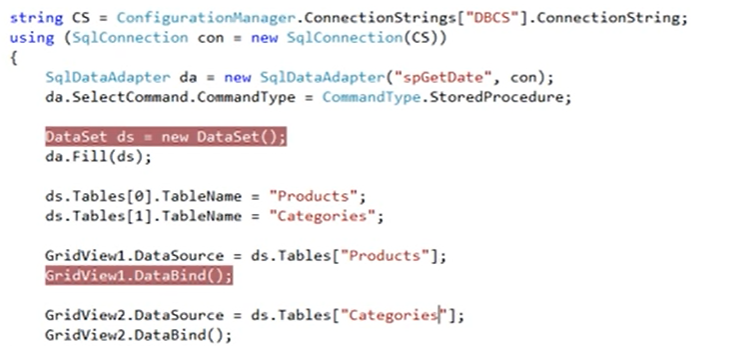 string CS = ConfigurationManager.ConnectionStrings["DBCS"].ConnectionString;
using (SqlConnection con = new SqlConnection(CS))
{
SqlDataAdapter da = new SqlDataAdapter("spGetDate", con);
da.SelectCommand.CommandType = CommandType.StoredProcedure;
DataSet ds = new DataSet();
da.Fill(ds);
ds.Tables[0].TableName = "Products";
ds.Tables[1].TableName = "Categories";
GridView1.DataSource = ds.Tables["Products"];
GridView1.DataBind();
GridView2.DataSource = ds.Tables["Categories"];
GridView2.DataBind();